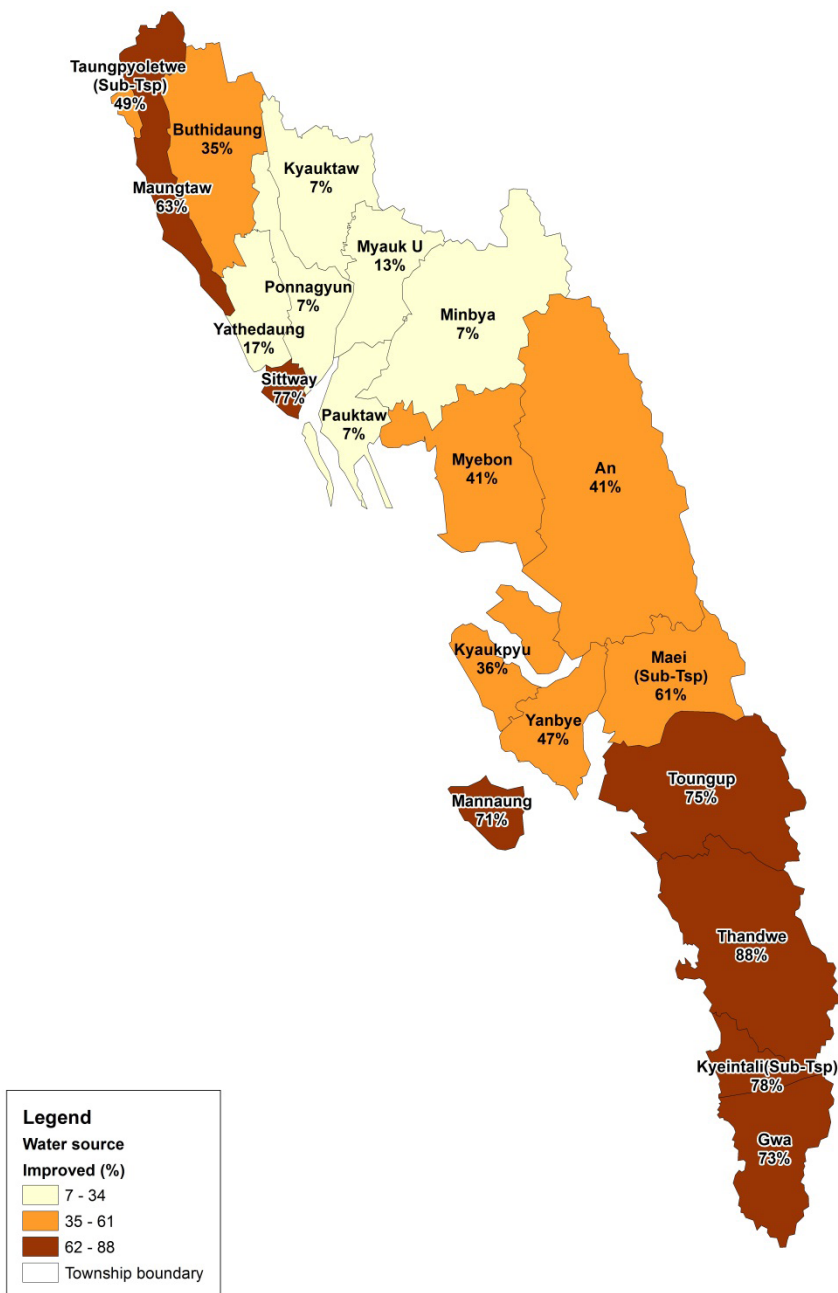 Taungpyoletwe
(Sub-Tsp)
49%
Buthidaung
35%
Kyauktaw
7%
Maungtaw
63%
Myauk U
13%
Ponnagyun
7%
Minbya
7%
Yathedaung
17%
Sittway
77%
Pauktaw
7%
Myebon
41%
An
41%
Kyaukpyu
36%
Maei
(Sub-Tsp)
61%
Yanbye
47%
Toungup
75%
Mannaung
71%
Thandwe
88%
Kyeintali(Sub-Tsp)
78%
Gwa
73%
Legend
Water source
Improved (%)
7 - 34
35 - 61
62 - 88
Township boundary